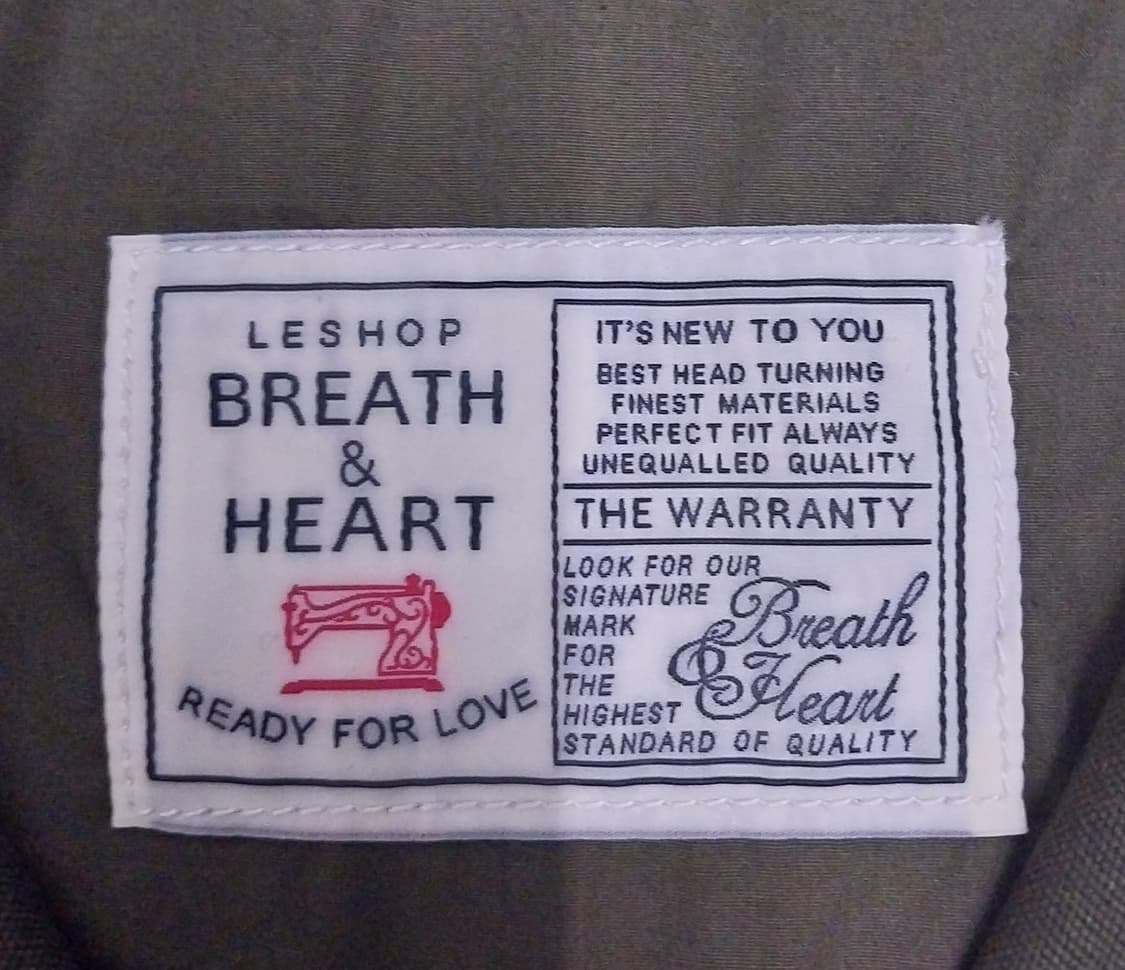 LESHOP
BREATH
&
HEART
READY FOR LOVE
IT'S NEW TO YOU
BEST HEAD TURNING
FINEST MATERIALS
PERFECT FIT ALWAYS
UNEQUALLED QUALITY
THE WARRANTY
LOOK FOR OUR
SIGNATURE
MARK
FOR
THE
HIGHEST
STANDARD OF QUALITY
Breath
& Heart